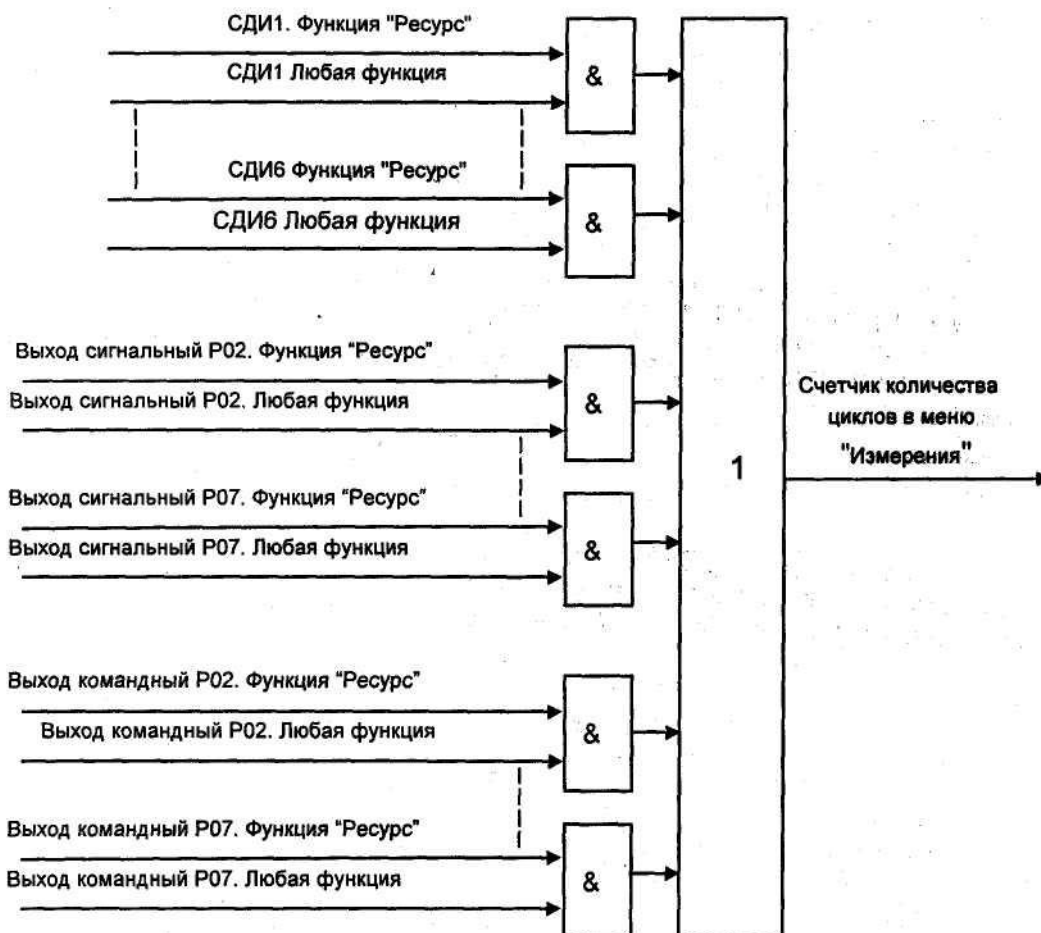 СДИ1. Функция "Ресурс"
&
СДИ1 Любая функция
СДИ6 Функция "Ресурс"
&
СДИ6 Любая функция
Выход сигнальный Р02. Функция "Ресурс"
&
Выход сигнальный Р02. Любая функция
Счетчик количества
циклов в меню
"Измерения"
1
Выход сигнальный Р07. Функция "Ресурс"
&
Выход сигнальный Р07. Любая функция
Выход командный Р02. Функция "Ресурс"
&
Выход командный Р02. Любая функция
Выход командный Р07. Функция "Ресурс"
&
Выход командный Р07. Любая функция